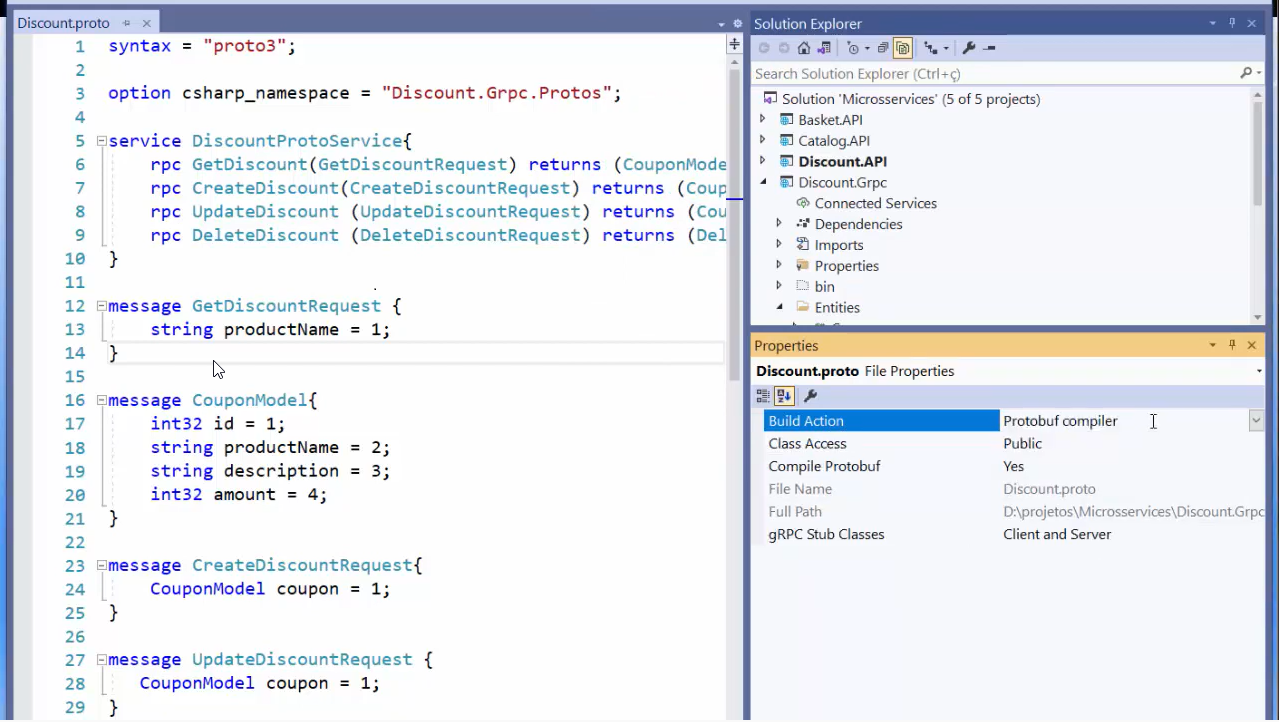 Discount.proto
1 syntax = "proto3";
2
3 option csharp_namespace = "Discount.Grpc.Protos";
4
5 service DiscountProtoService{
6 rpc GetDiscount(GetDiscountRequest) returns (CouponMode
7 rpc CreateDiscount(CreateDiscountRequest) returns (Coup
8 rpc UpdateDiscount (UpdateDiscountRequest) returns (Cou
9 rpc DeleteDiscount (DeleteDiscountRequest) returns (Del
10 }
11
12 message GetDiscountRequest {
13 string productName = 1;
14 }
15
16 message CouponModel{
17 int32 id = 1;
18 string productName = 2;
19 string description = 3;
20 int32 amount = 4;
21 }
22
23 message CreateDiscountRequest{
24 CouponModel coupon = 1;
25 }
26
27 message UpdateDiscountRequest {
28 CouponModel coupon = 1;
29 }
Solution Explorer
Search Solution Explorer (Ctrl+ç)
Solution 'Microsservices' (5 of 5 projects)
Basket.API
Catalog.API
Discount.API
Discount.Grpc
Connected Services
Dependencies
Imports
Properties
bin
Entities
Properties
Discount.proto File Properties
Build Action Protobuf compiler
Class Access Public
Compile Protobuf Yes
File Name Discount.proto
Full Path D:\projetos\Microsservices\Discount.Grpc
gRPC Stub Classes Client and Server